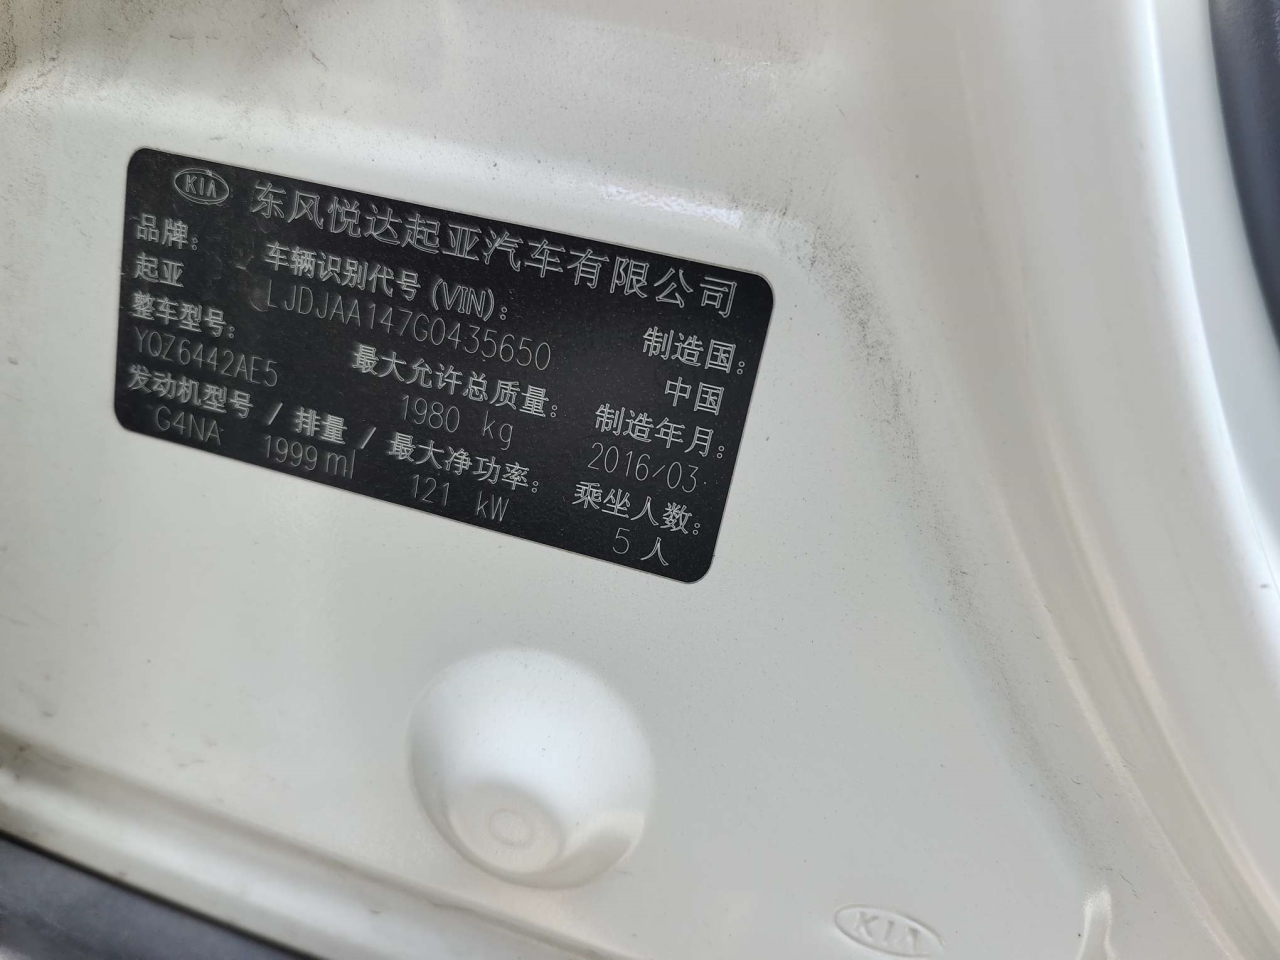 KIA 东风悦达起亚汽车有限公司
品牌： 车辆识别代号 (VIN)： 制造国：
起亚 LJDJAA147G0435650 中国
整车型号： 最大允许总质量： 制造年月：
YQZ6442AE5 1980 kg 2016/03
发动机型号 / 排量 / 最大净功率： 乘坐人数：
G4NA 1999 ml 121 kW 5 人
KIA